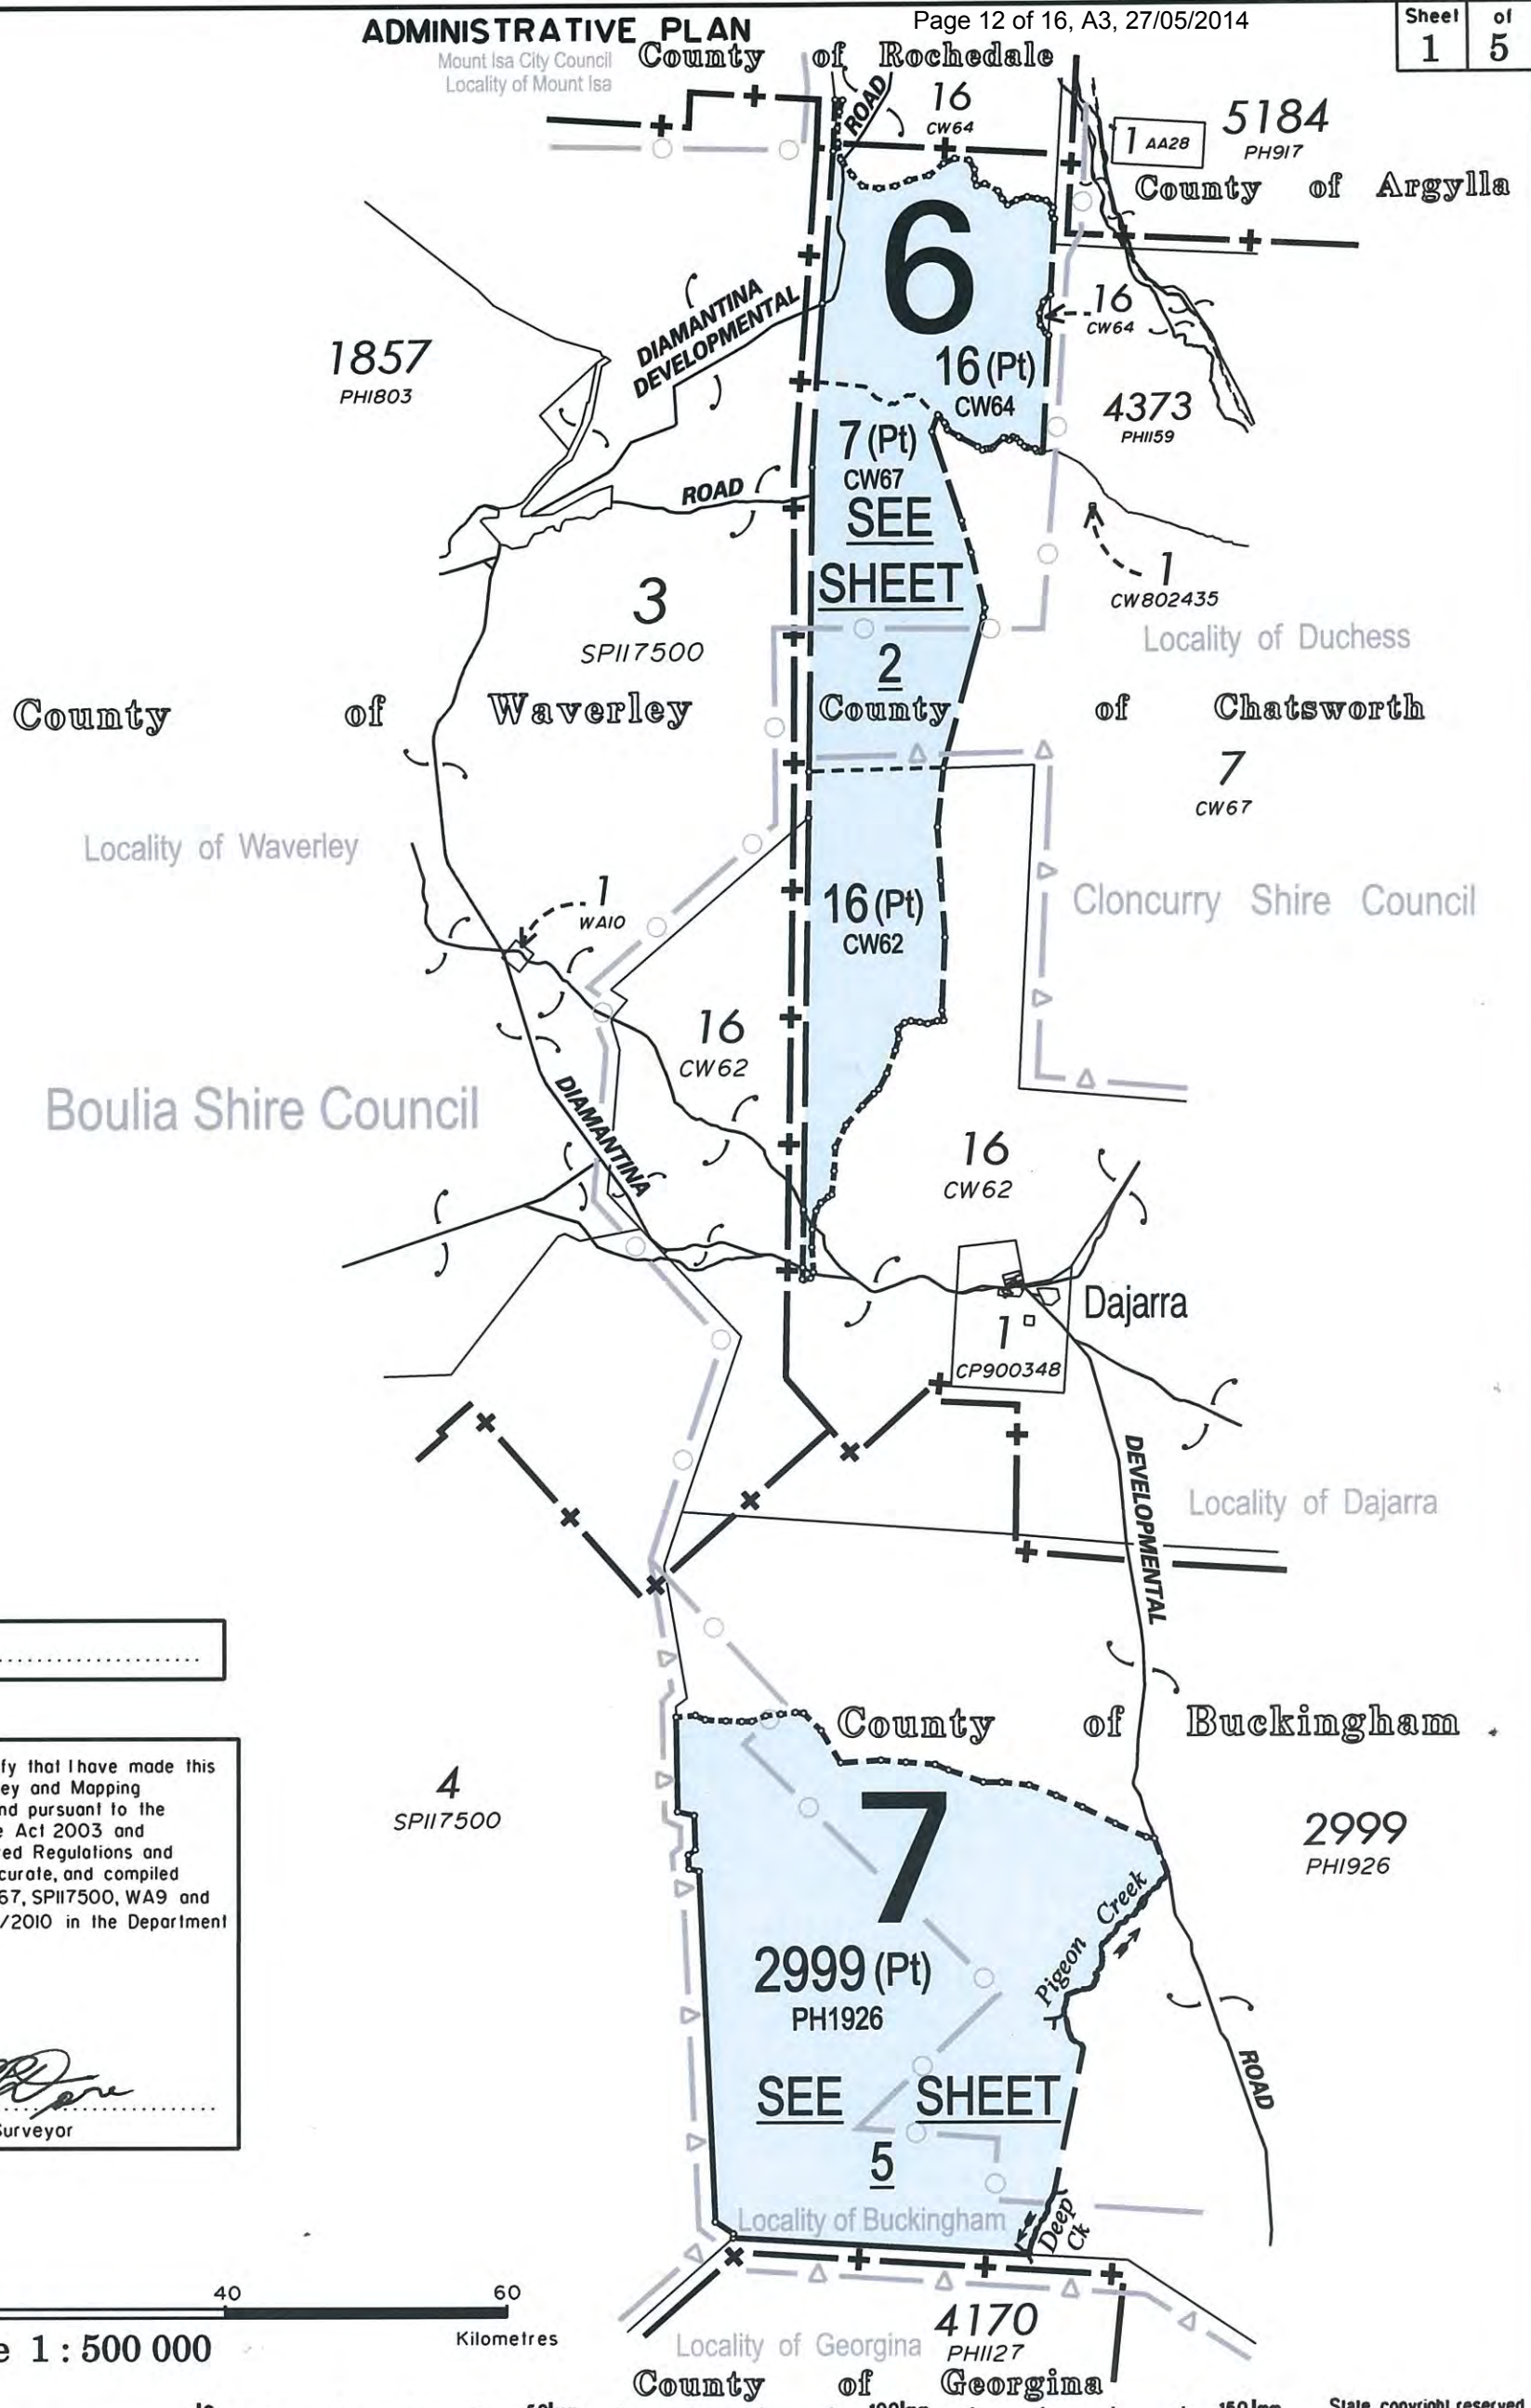 ADMINISTRATIVE PLAN
Page 12 of 16, A3, 27/05/2014
Sheet of
1 5
Mount Isa City Council
Locality of Mount Isa
County of Rochedale
ROAD
16
CW64
1 AA28
5184
PH917
County of Argylla
6
DIAMANTINA
DEVELOPMENTAL
16
CW64
1857
PH1803
16 (Pt)
CW64
4373
PH1159
7 (Pt)
CW67
ROAD
SEE
SHEET
2
1
CW802435
3
SP117500
Locality of Duchess
County of Waverley
County of Chatsworth
7
CW67
Locality of Waverley
1
WA10
16 (Pt)
CW62
Cloncurry Shire Council
16
CW62
Boulia Shire Council
DIAMANTINA
16
CW62
Dajarra
1
CP900348
DEVELOPMENTAL
Locality of Dajarra
County of Buckingham
fy that I have made this
ey and Mapping
nd pursuant to the
e Act 2003 and
ed Regulations and
curate, and compiled
67, SP117500, WA9 and
/2010 in the Department
urveyor
4
SP117500
7
2999
PH1926
Pigeon Creek
2999 (Pt)
PH1926
ROAD
SEE SHEET
5
Locality of Buckingham
Deep
Ck
40 60
Kilometres
e 1 : 500 000
4170
PH1127
Locality of Georgina
County of Georgina
50
100
150
State copyright reserved